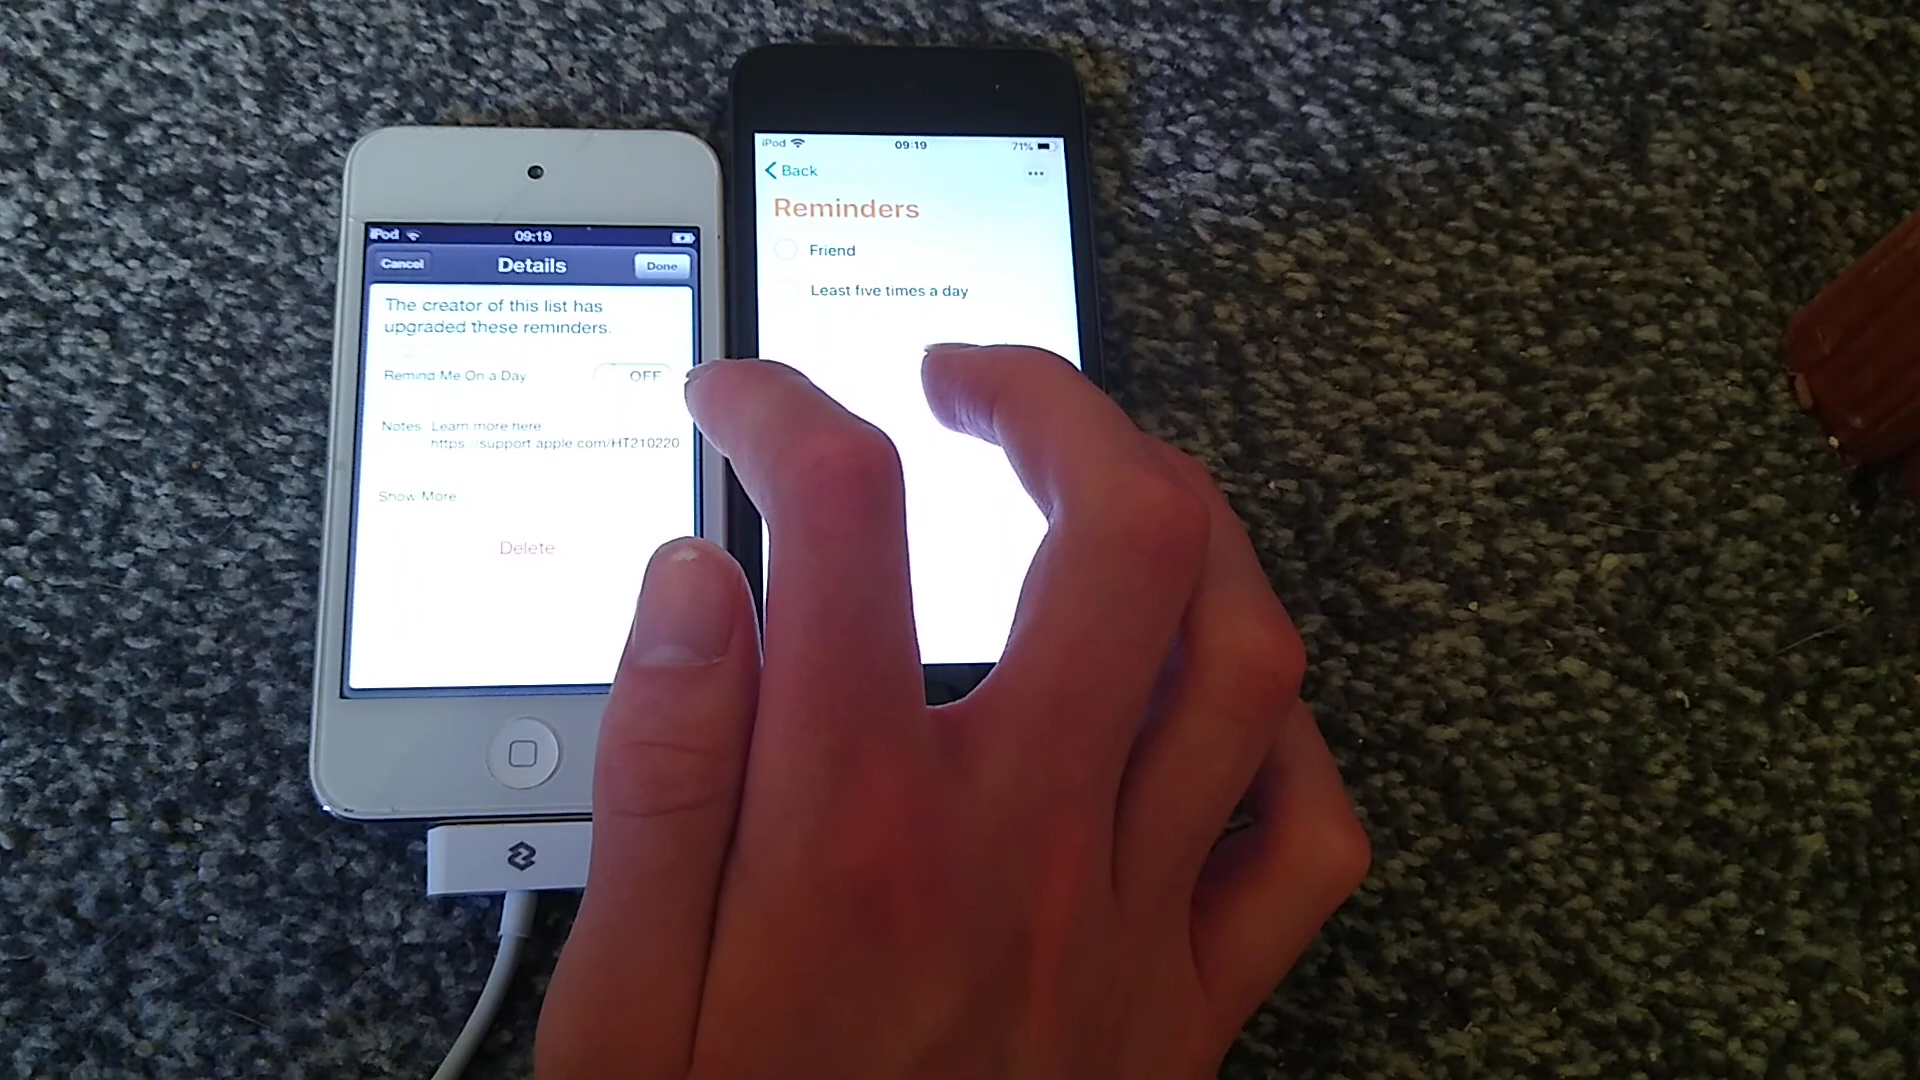 iPod 09:19
Cancel Details Done
The creator of this list has
upgraded these reminders.
Remind Me On a Day OFF
Notes Learn more here
https://support.apple.com/HT210220
Show More
Delete
iPod 09:19 71%
Back
Reminders
Friend
Least five times a day